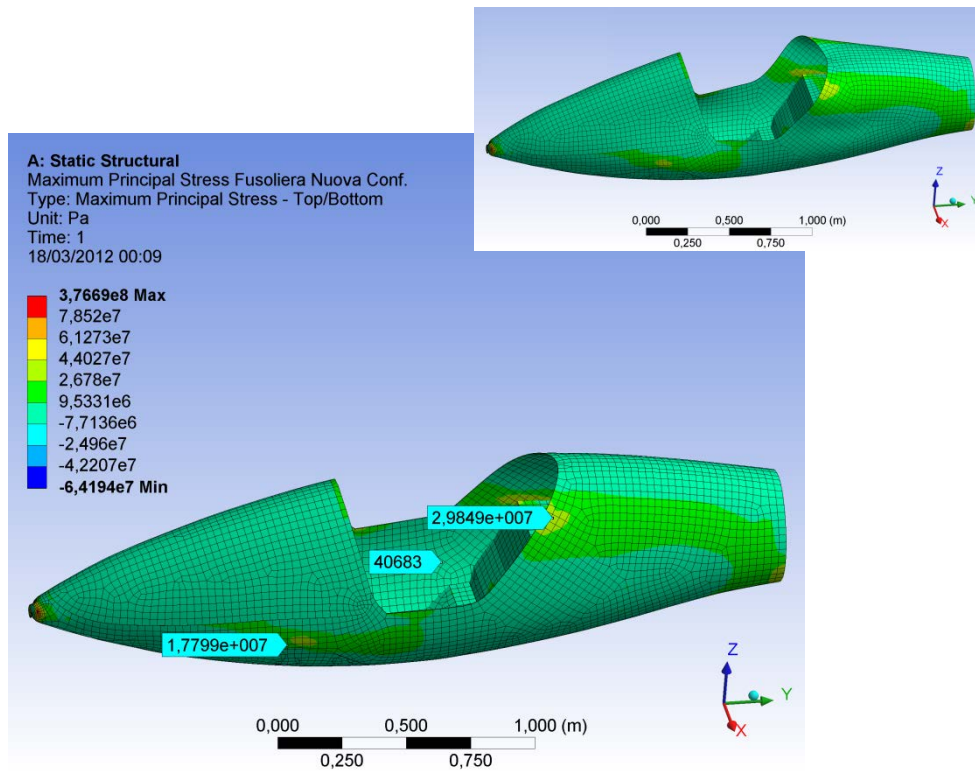 0,000 0,500 1,000 (m)
0,250 0,750
Z
Y
X
A: Static Structural
Maximum Principal Stress Fusoliera Nuova Conf.
Type: Maximum Principal Stress - Top/Bottom
Unit: Pa
Time: 1
18/03/2012 00:09
3,7669e8 Max
7,852e7
6,1273e7
4,4027e7
2,678e7
9,5331e6
-7,7136e6
-2,496e7
-4,2207e7
-6,4194e7 Min
2,9849e+007
40683
1,7799e+007
Z
Y
X
0,000 0,500 1,000 (m)
0,250 0,750